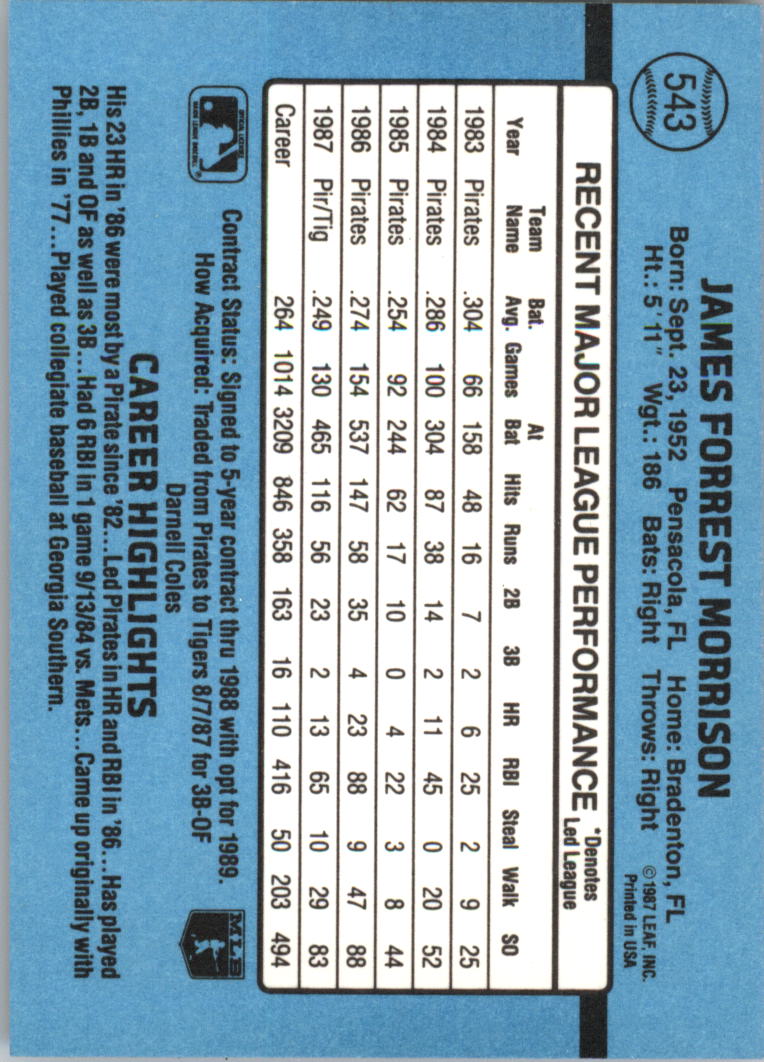 543
JAMES FORREST MORRISON
Born: Sept. 23, 1952 Pensacola, FL Home: Bradenton, FL
Ht.: 5'11" Wgt.: 186 Bats: Right Throws: Right
© 1987 LEAF, INC.
Printed in USA
RECENT MAJOR LEAGUE PERFORMANCE
*Denotes
Led League
Year Team Name Bat. Avg. Games At Bat Hits Runs 2B 3B HR RBI Steal Walk SO
1983 Pirates .304 66 158 48 16 7 2 6 25 2 9 25
1984 Pirates .286 100 304 87 38 14 2 11 45 0 20 52
1985 Pirates .254 92 244 62 17 10 0 4 22 3 8 44
1986 Pirates .274 154 537 147 58 35 4 23 88 9 47 88
1987 Pir/Tig .249 130 465 116 56 23 2 13 65 10 29 83
Career 264 1014 3209 846 358 163 16 110 416 50 203 494
Contract Status: Signed to 5-year contract thru 1988 with opt for 1989.
How Acquired: Traded from Pirates to Tigers 8/7/87 for 3B-OF
Darnell Coles
MLB
CAREER HIGHLIGHTS
His 23 HR in '86 were most by a Pirate since '82...Led Pirates in HR and RBI in '86...Has played
2B, 1B and OF as well as 3B...Had 6 RBI in 1 game 9/13/84 vs. Mets...Came up originally with
Phillies in '77...Played collegiate baseball at Georgia Southern.